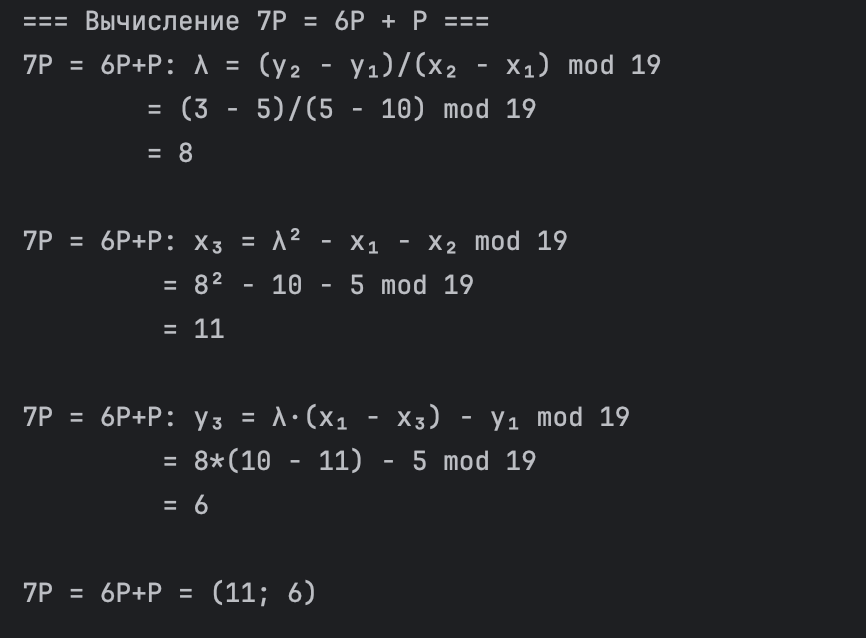 === Вычисление 7P = 6P + P ===
7P = 6P+P: λ = (y₂ - y₁)/(x₂ - x₁) mod 19
= (3 - 5)/(5 - 10) mod 19
= 8
7P = 6P+P: x₃ = λ² - x₁ - x₂ mod 19
= 8² - 10 - 5 mod 19
= 11
7P = 6P+P: y₃ = λ·(x₁ - x₃) - y₁ mod 19
= 8*(10 - 11) - 5 mod 19
= 6
7P = 6P+P = (11; 6)